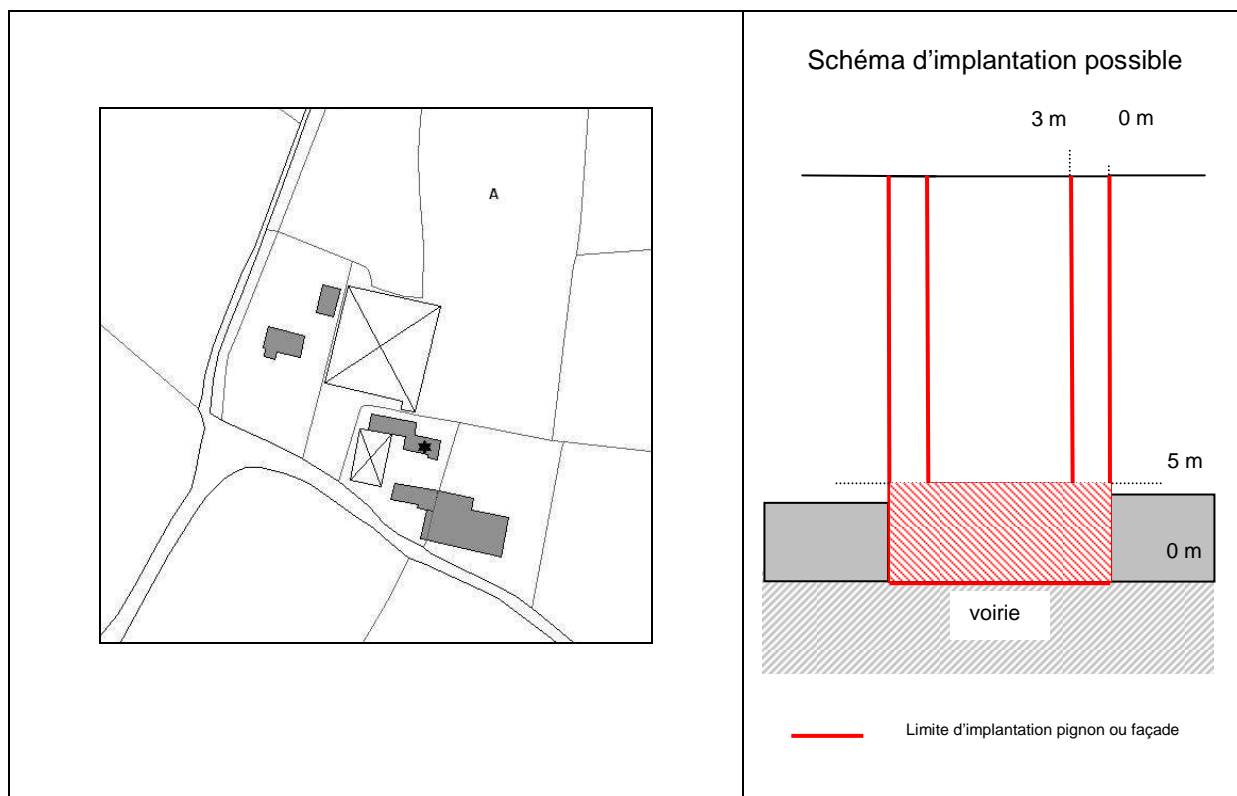 A
Schéma d'implantation possible
3 m
0 m
5 m
0 m
voirie
Limite d'implantation pignon ou façade